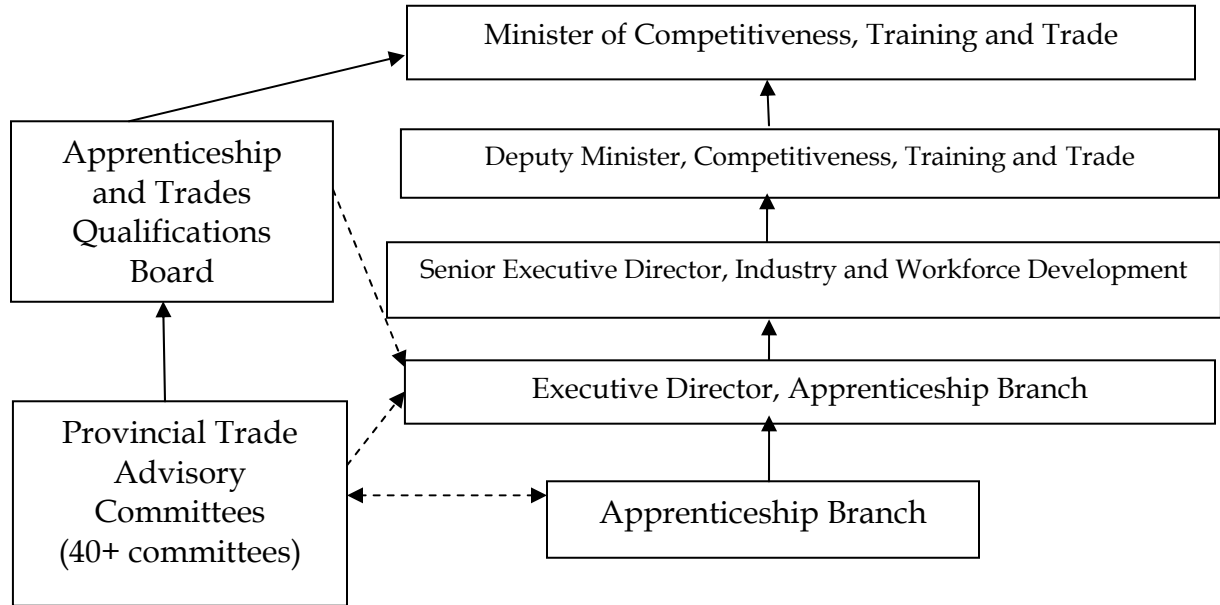 Minister of Competitiveness, Training and Trade
Apprenticeship
and Trades
Qualifications
Board
Deputy Minister, Competitiveness, Training and Trade
Senior Executive Director, Industry and Workforce Development
Executive Director, Apprenticeship Branch
Provincial Trade
Advisory
Committees
(40+ committees)
Apprenticeship Branch